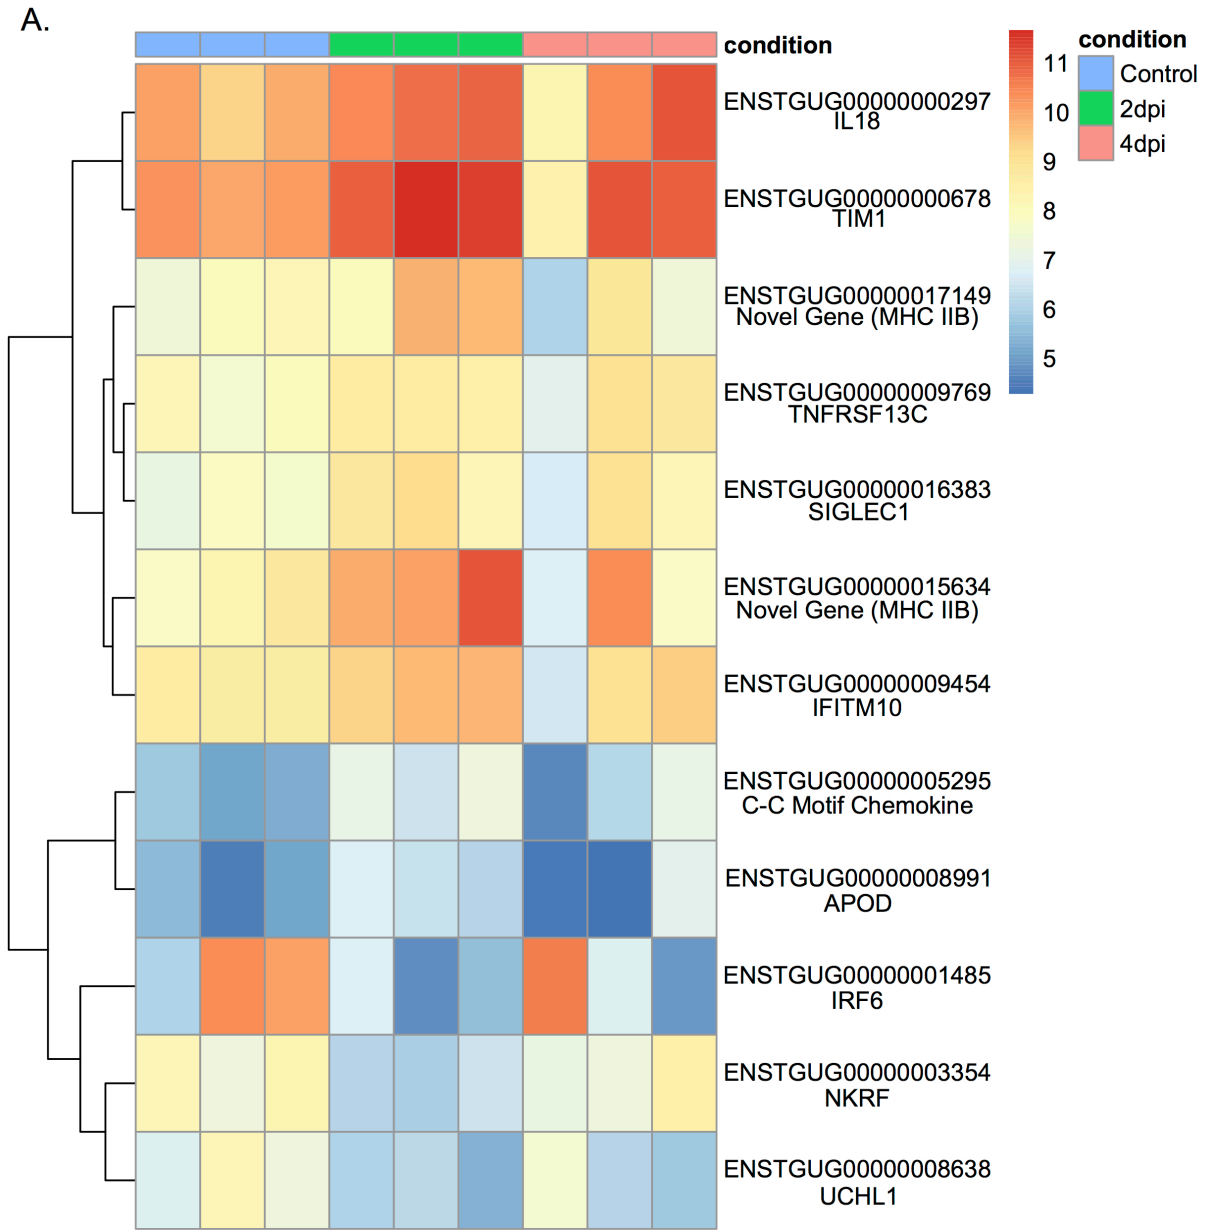 A.
condition
ENSTGUG00000000297
IL18
ENSTGUG00000000678
TIM1
ENSTGUG00000017149
Novel Gene (MHC IIB)
ENSTGUG00000009769
TNFRSF13C
ENSTGUG00000016383
SIGLEC1
ENSTGUG00000015634
Novel Gene (MHC IIB)
ENSTGUG00000009454
IFITM10
ENSTGUG00000005295
C-C Motif Chemokine
ENSTGUG00000008991
APOD
ENSTGUG00000001485
IRF6
ENSTGUG00000003354
NKRF
ENSTGUG00000008638
UCHL1
11
10
9
8
7
6
5
condition
Control
2dpi
4dpi